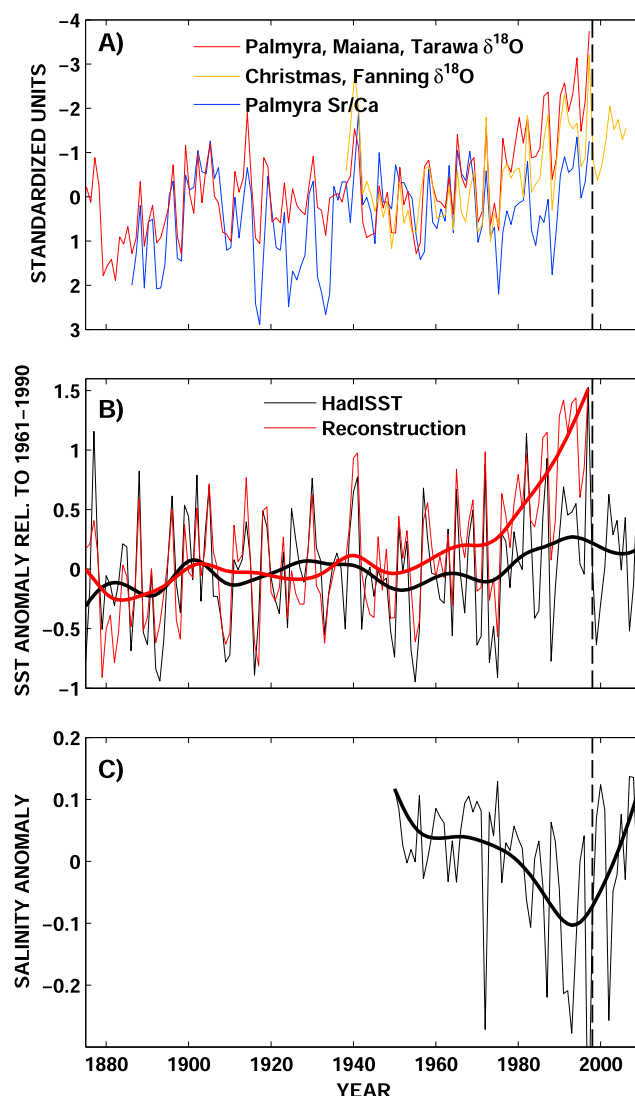 A)
Palmyra, Maiana, Tarawa δ18O
Christmas, Fanning δ18O
Palmyra Sr/Ca
STANDARDIZED UNITS
−4
−3
−2
−1
0
1
2
3
B)
HadISST
Reconstruction
SST ANOMALY REL. TO 1961−1990
1.5
1
0.5
0
−0.5
−1
C)
SALINITY ANOMALY
0.2
0.1
0
−0.1
−0.2
1880 1900 1920 1940 1960 1980 2000
YEAR